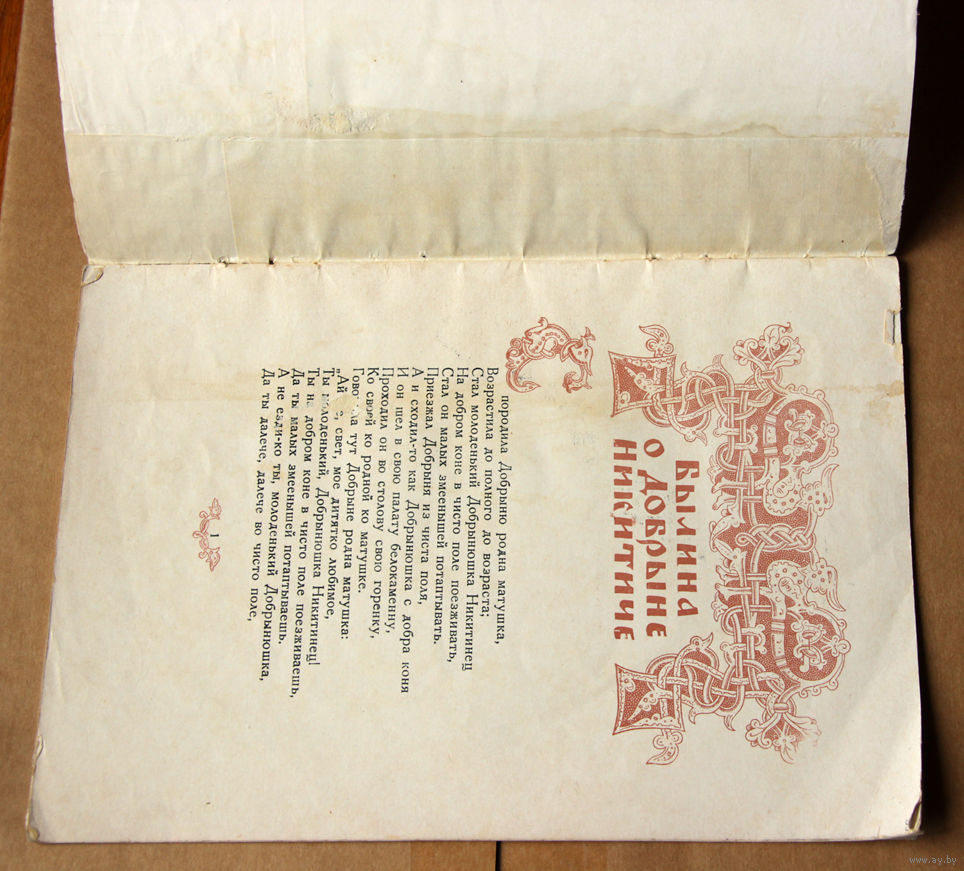 БЫЛИНА
О ДОБРЫНЕ
НИКИТИЧЕ
Спородила Добрыню родна матушка,
Возрастила до полного до возраста;
Стал молоденький Добрынюшка Никитинец
На добром коне в чисто поле поезживать,
Стал он малых змеенышей потаптывать.
Приезжал Добрыня из чиста поля,
А и сходил-то как Добрынюшка с добра коня
И он шел в свою палату белокаменну,
Проходил он во столову свою горенку,
Ко своей ко родной ко матушке.
Говорила тут Добрыне родна матушка:
„Ай свет, мое дитятко любимое,
Ты молоденький, Добрынюшка Никитинец!
Ты на добром коне в чисто поле поезживаешь,
Да ты малых змеенышей потаптываешь.
А не езди-ко ты, молоденький Добрынюшка,
Да ты далече, далече во чисто поле,
1
www.ay.by